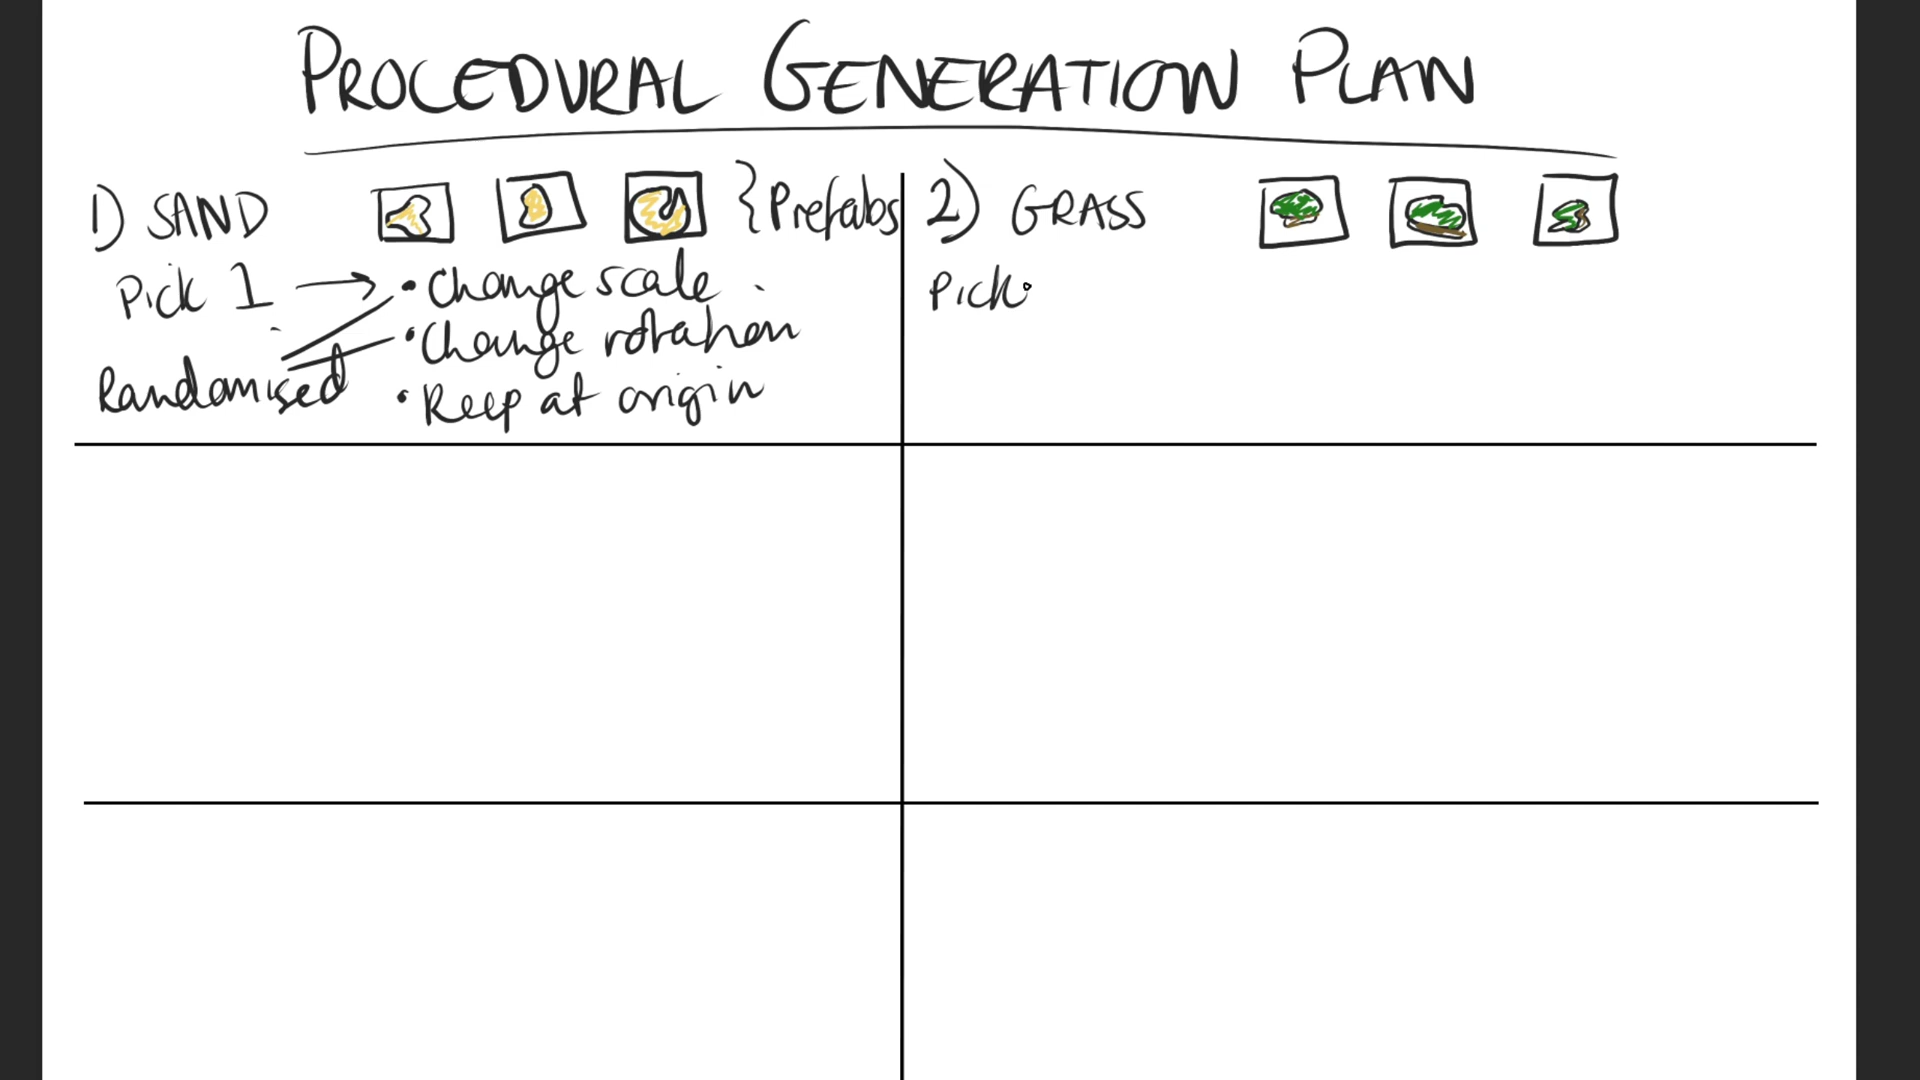 PROCEDURAL GENERATION PLAN
1) SAND
} Prefabs
Pick 1 → • Change scale
• Change rotation
Randomised
• Keep at origin
2) GRASS
Pick